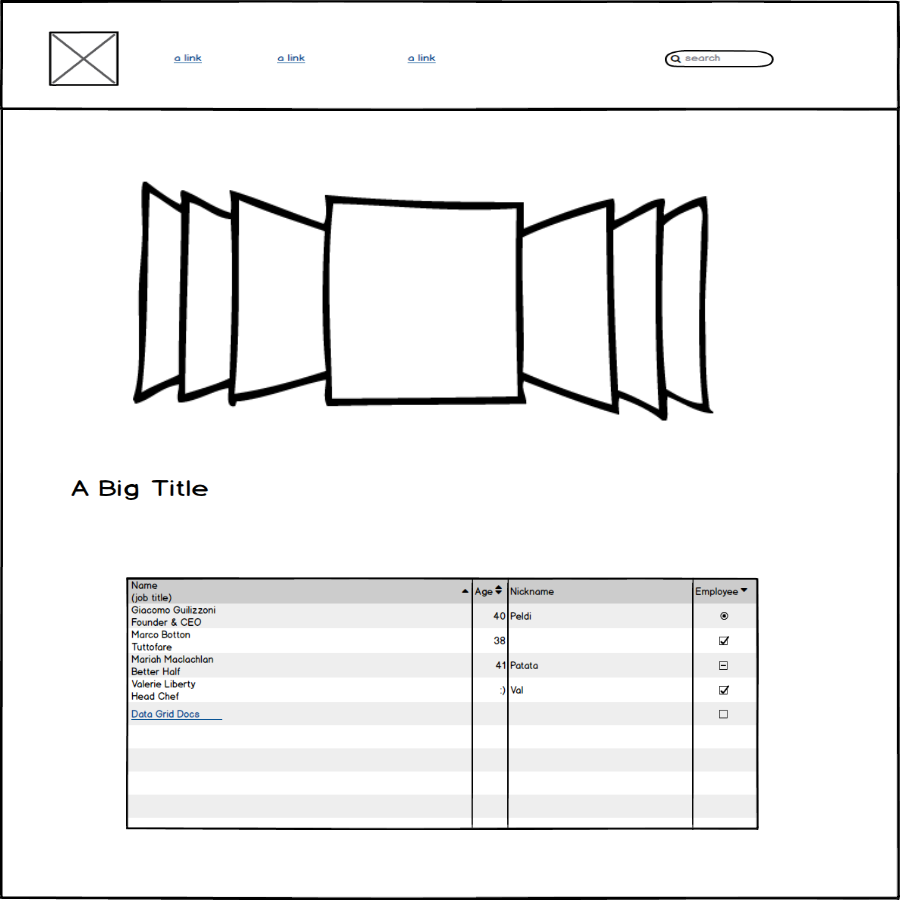 a link a link a link search
A Big Title
Name
(job title) Age Nickname Employee
Giacomo Guilizzoni
Founder & CEO 40 Peldi
Marco Botton
Tuttofare 38
Mariah Maclachlan
Better Half 41 Patata
Valerie Liberty
Head Chef :) Val
Data Grid Docs